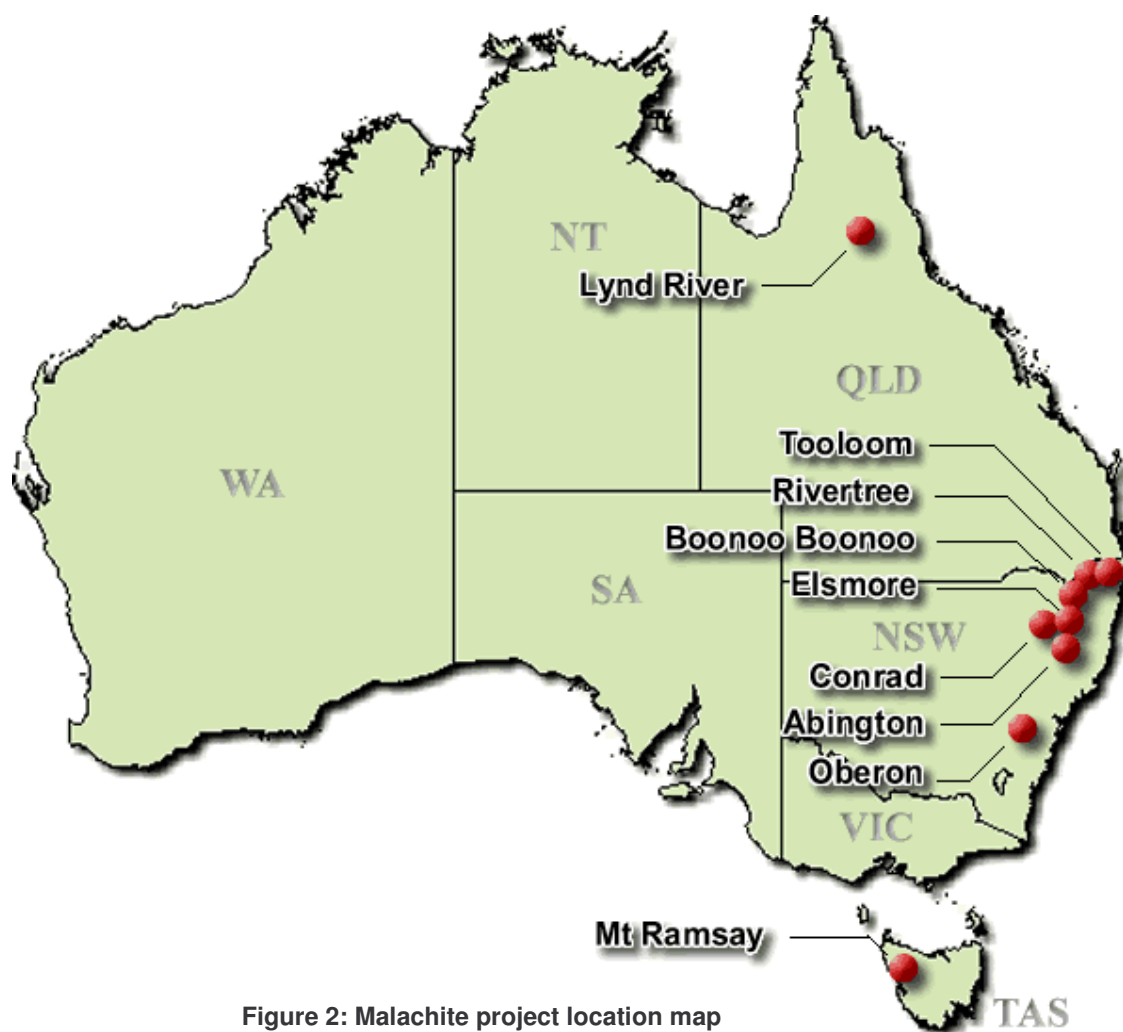 NT
Lynd River
QLD
Tooloom
WA
Rivertree
Boonoo Boonoo
Elsmore
SA
NSW
Conrad
Abington
Oberon
VIC
Mt Ramsay
TAS
Figure 2: Malachite project location map